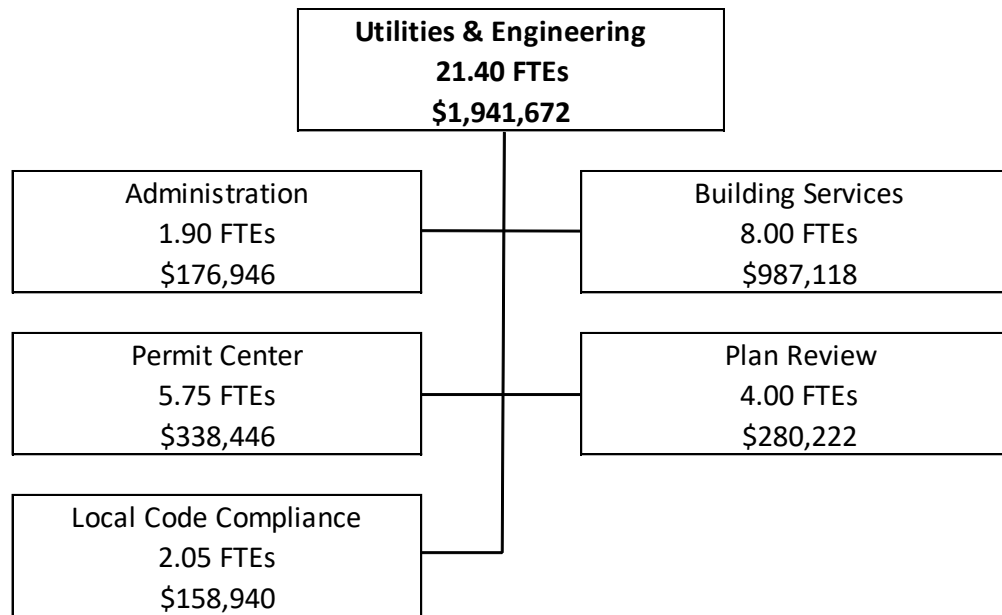 Utilities & Engineering
21.40 FTEs
$1,941,672
Administration
1.90 FTEs
$176,946
Building Services
8.00 FTEs
$987,118
Permit Center
5.75 FTEs
$338,446
Plan Review
4.00 FTEs
$280,222
Local Code Compliance
2.05 FTEs
$158,940